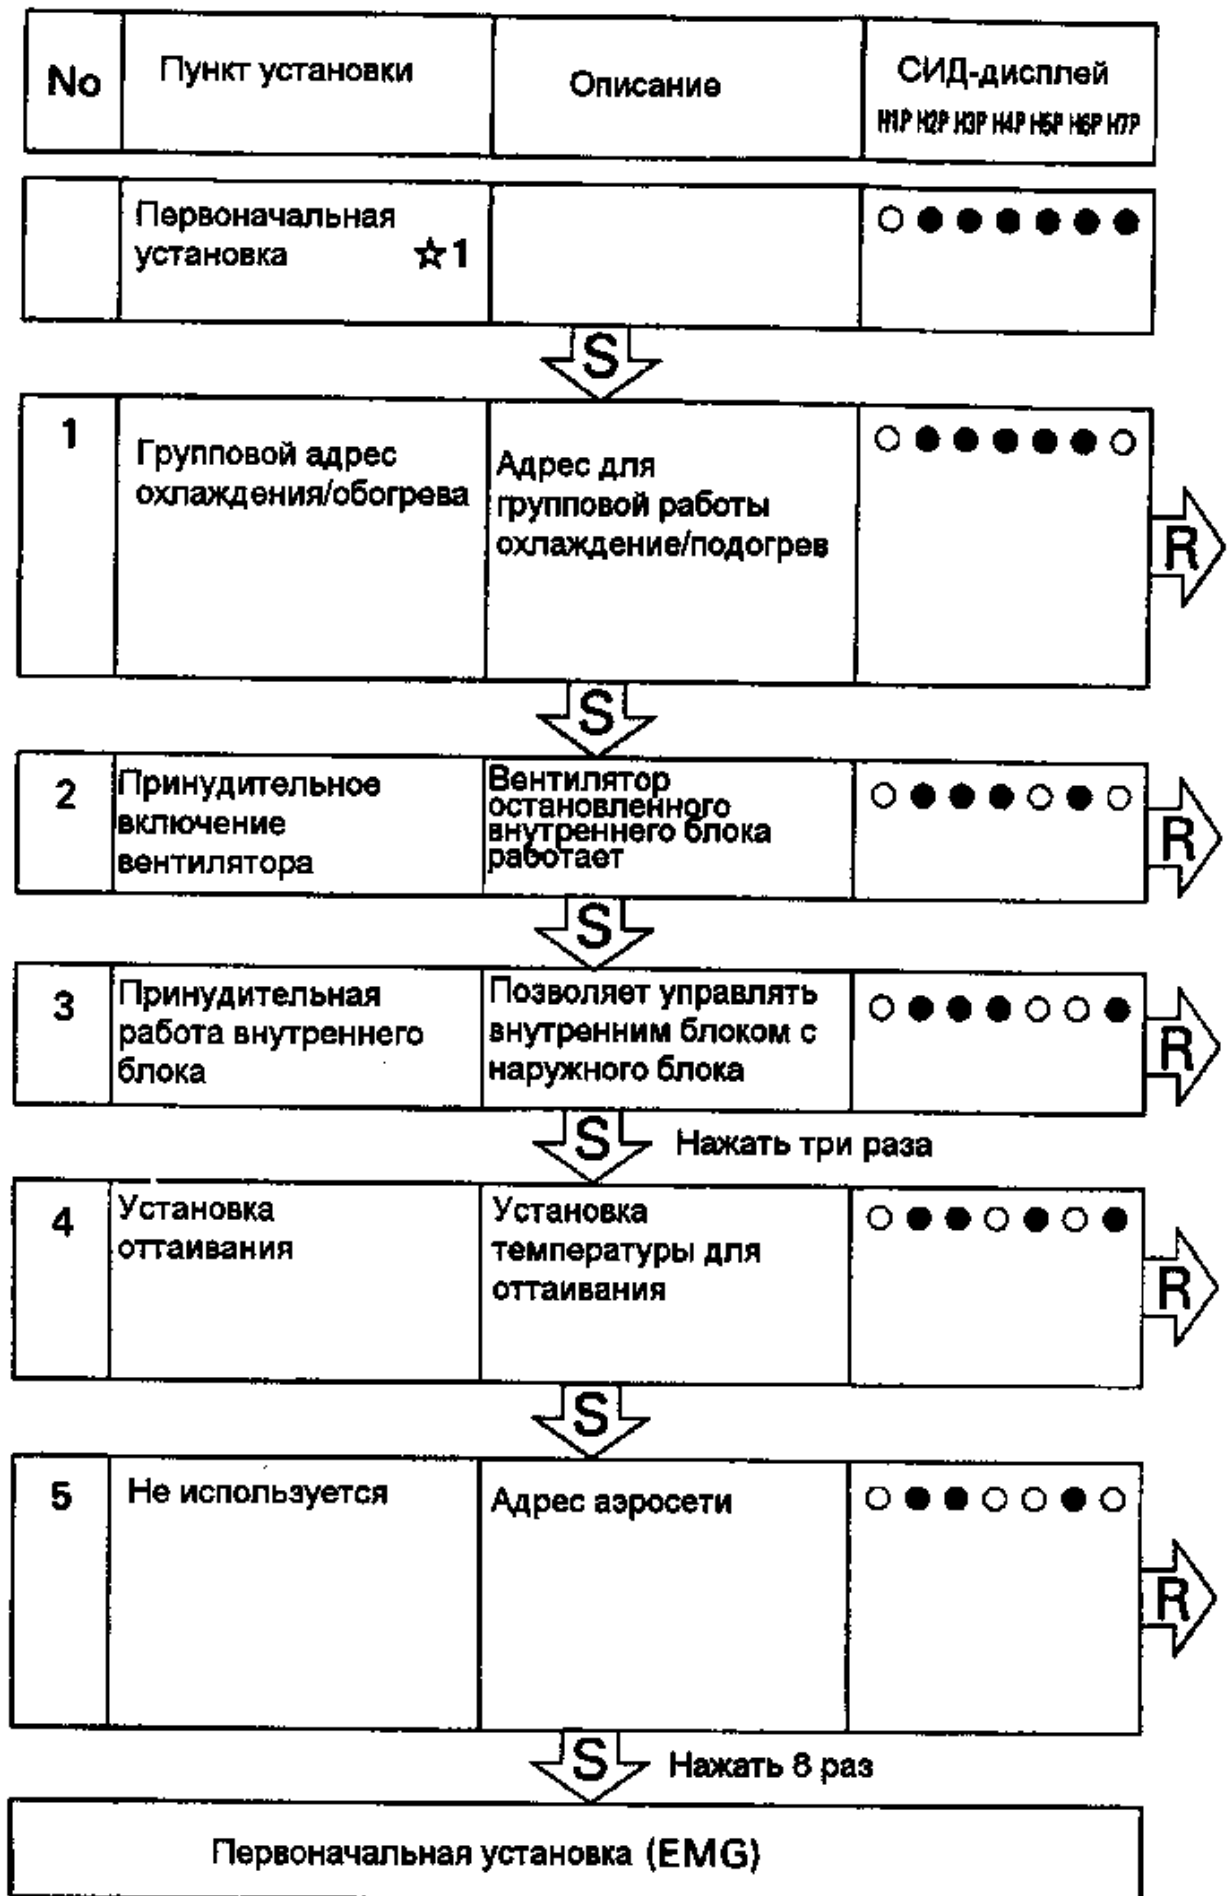 No
Пункт установки
Описание
СИД-дисплей
H1P H2P H3P H4P H5P H6P H7P
Первоначальная
установка ☆1
○ ● ● ● ● ● ●
S
1
Групповой адрес
охлаждения/обогрева
Адрес для
групповой работы
охлаждение/подогрев
○ ● ● ● ● ● ○
R
S
2
Принудительное
включение
вентилятора
Вентилятор
остановленного
внутреннего блока
работает
○ ● ● ● ○ ● ○
R
S
3
Принудительная
работа внутреннего
блока
Позволяет управлять
внутренним блоком с
наружного блока
○ ● ● ● ○ ○ ●
R
S Нажать три раза
4
Установка
оттаивания
Установка
температуры для
оттаивания
○ ● ● ○ ● ○ ●
R
S
5
Не используется
Адрес аэросети
○ ● ● ○ ○ ● ○
R
S Нажать 8 раз
Первоначальная установка (EMG)